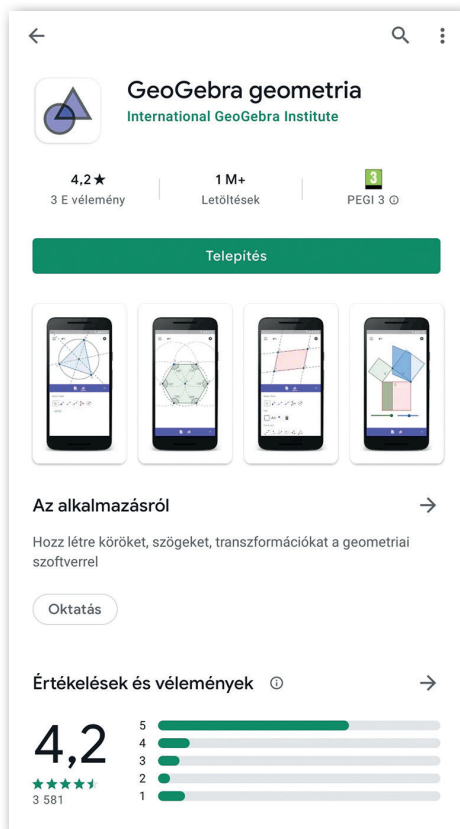 GeoGebra geometria
International GeoGebra Institute
4,2★
3 E vélemény
1 M+
Letöltések
3
PEGI 3
Telepítés
Az alkalmazásról
Hozz létre köröket, szögeket, transzformációkat a geometriai
szoftverrel
Oktatás
Értékelések és vélemények
4,2
3 581
5
4
3
2
1